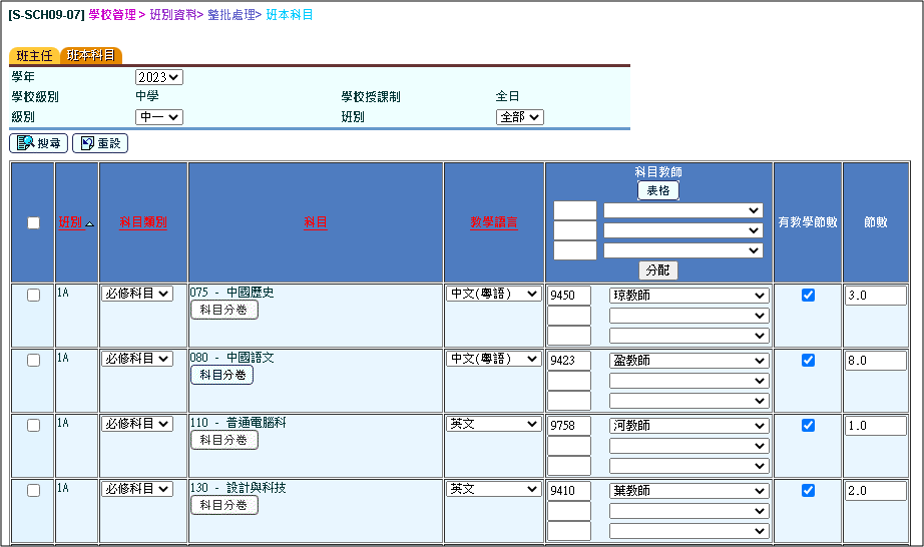 [S-SCH09-07] 學校管理 > 班別資料 > 整批處理 > 班本科目
班主任 班本科目
學年 2023
學校級別 中學 學校授課制 全日
級別 中一 班別 全部
搜尋 重設
科目教師
表格
班別 科目類別 科目 教學語言 有教學節數 節數
分配
1A 必修科目 075 - 中國歷史 中文(粵語) 9450 琼教師 3.0
科目分卷
1A 必修科目 080 - 中國語文 中文(粵語) 9423 盈教師 8.0
科目分卷
1A 必修科目 110 - 普通電腦科 英文 9758 河教師 1.0
科目分卷
1A 必修科目 130 - 設計與科技 英文 9410 葉教師 2.0
科目分卷